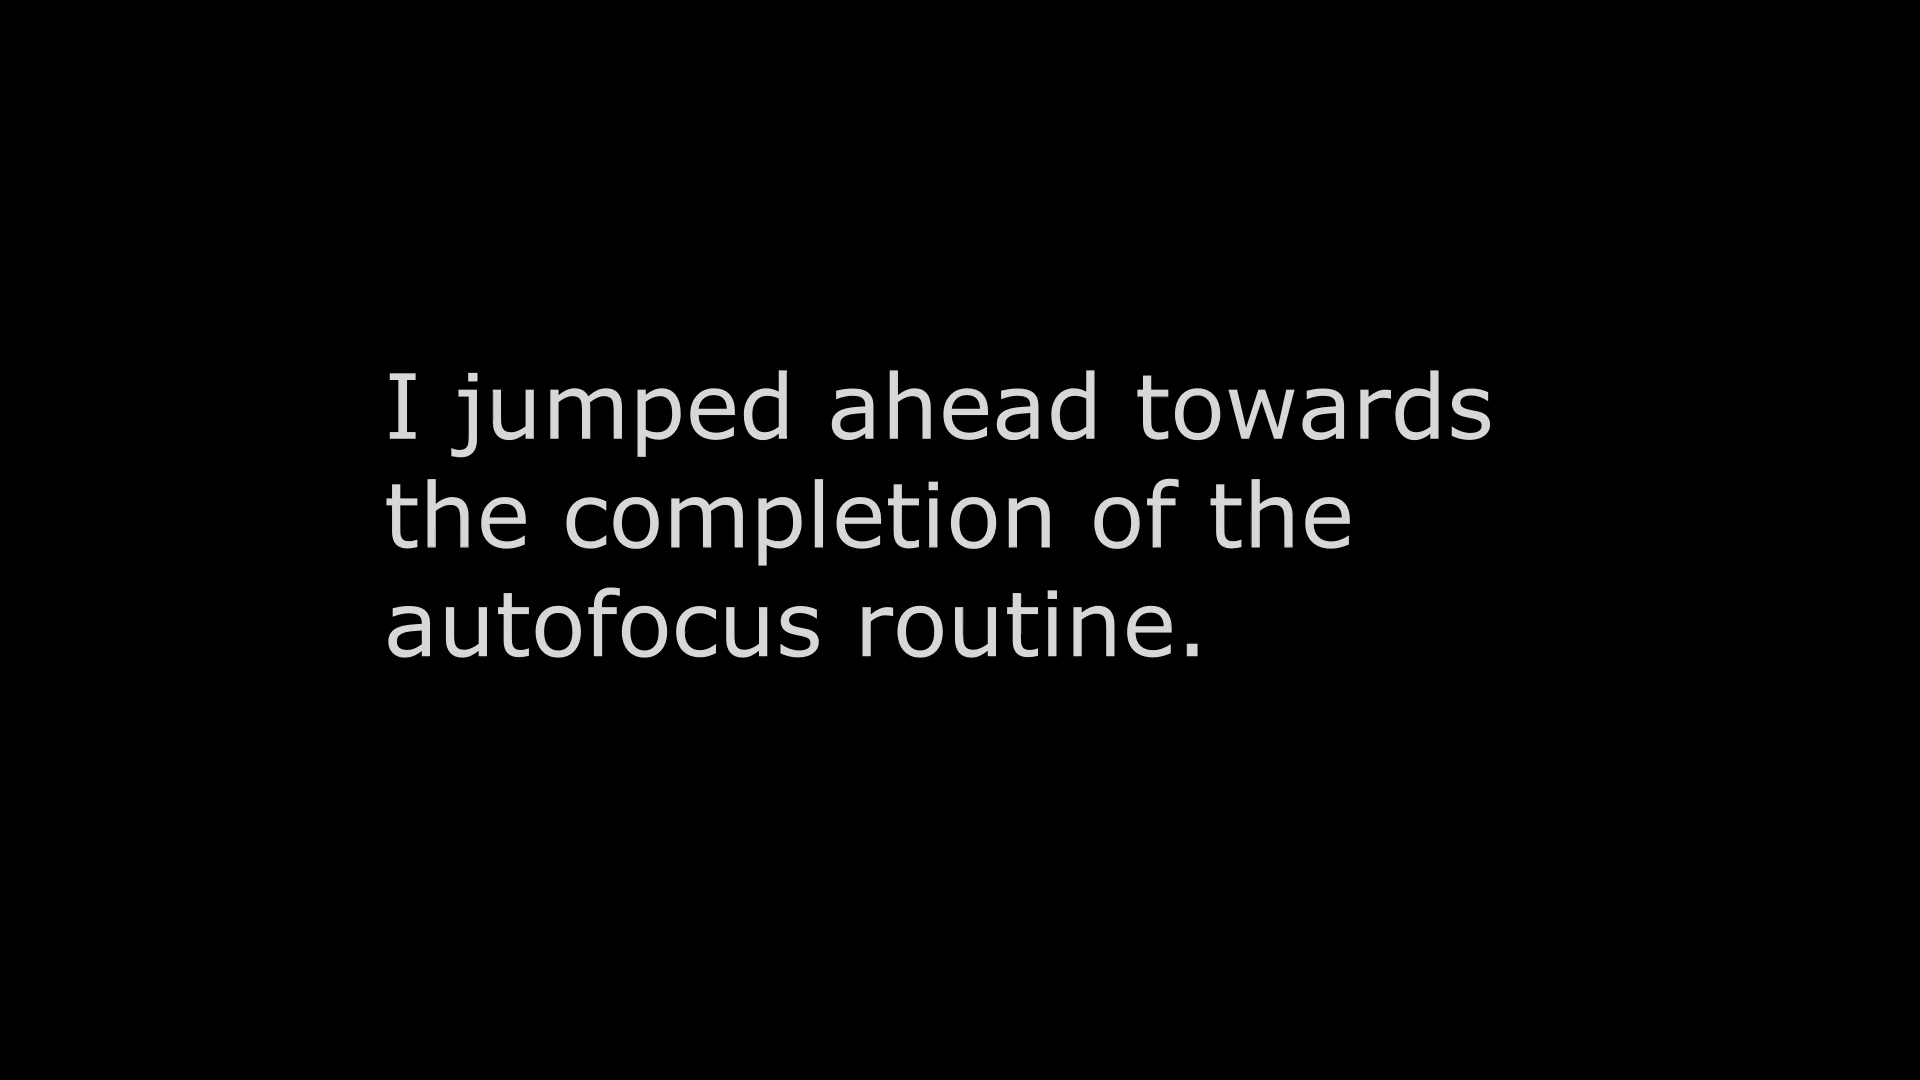 I jumped ahead towards
the completion of the
autofocus routine.